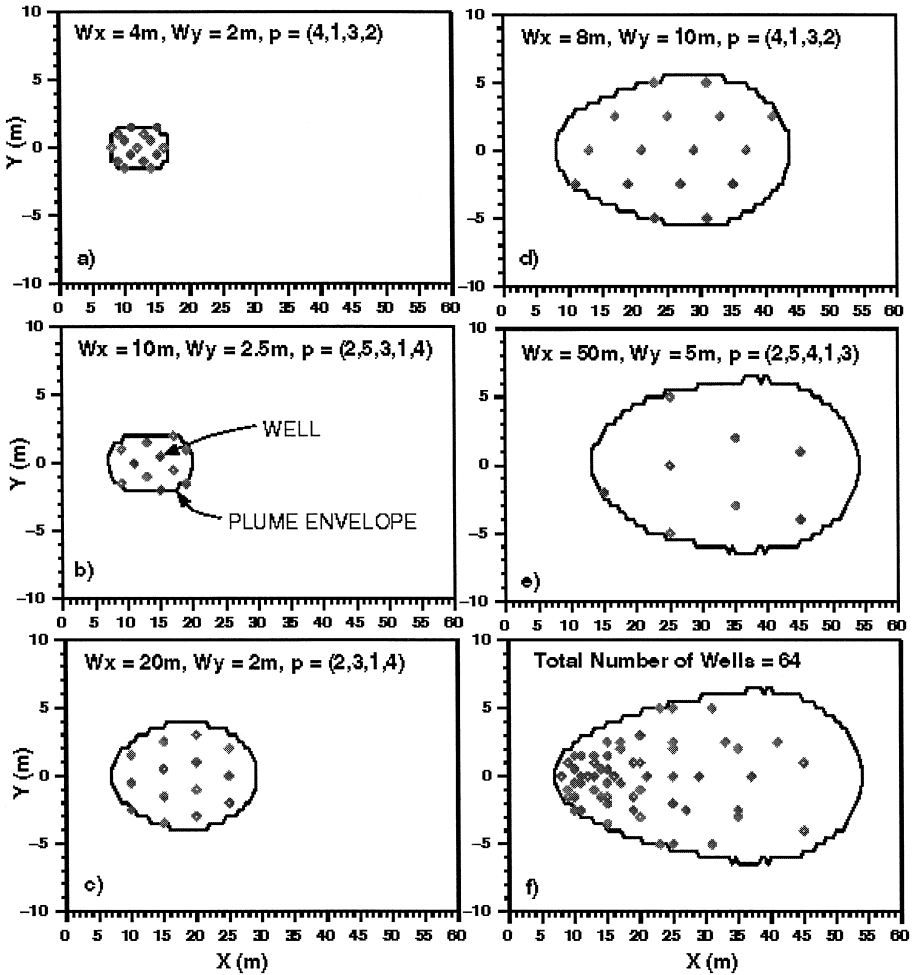 Wx = 4m, Wy = 2m, p = (4,1,3,2)
10
5
0
−5
−10
Y (m)
a)
0 5 10 15 20 25 30 35 40 45 50 55 60
Wx = 8m, Wy = 10m, p = (4,1,3,2)
10
5
0
−5
−10
d)
0 5 10 15 20 25 30 35 40 45 50 55 60
Wx = 10m, Wy = 2.5m, p = (2,5,3,1,4)
10
5
0
−5
−10
Y (m)
WELL
PLUME ENVELOPE
b)
0 5 10 15 20 25 30 35 40 45 50 55 60
Wx = 50m, Wy = 5m, p = (2,5,4,1,3)
10
5
0
−5
−10
e)
0 5 10 15 20 25 30 35 40 45 50 55 60
Wx = 20m, Wy = 2m, p = (2,3,1,4)
10
5
0
−5
−10
Y (m)
c)
0 5 10 15 20 25 30 35 40 45 50 55 60
X (m)
Total Number of Wells = 64
10
5
0
−5
−10
f)
0 5 10 15 20 25 30 35 40 45 50 55 60
X (m)